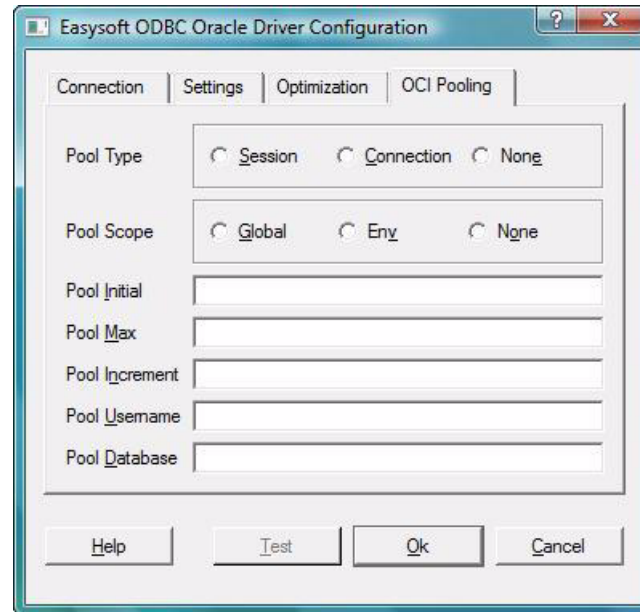 Easysoft ODBC Oracle Driver Configuration
? X
Connection Settings Optimization OCI Pooling
Pool Type Session Connection None
Pool Scope Global Env None
Pool Initial
Pool Max
Pool Increment
Pool Username
Pool Database
Help Test Ok Cancel